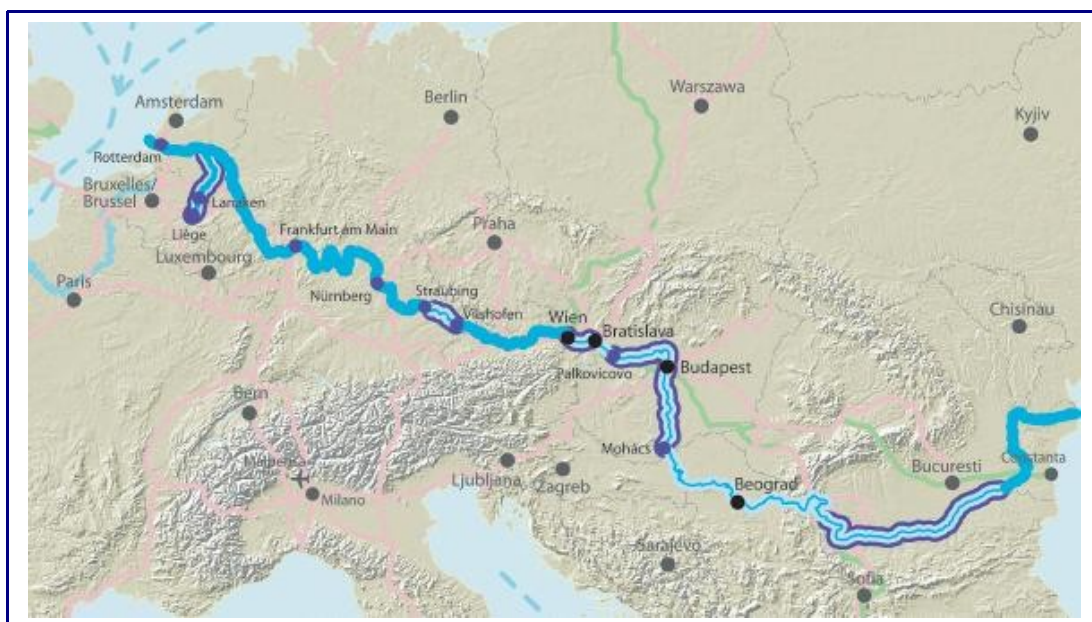 Amsterdam
Berlin
Warszawa
Kyjiv
Rotterdam
Bruxelles/
Brussel
Lanaken
Liège
Luxembourg
Frankfurt am Main
Praha
Paris
Nürnberg
Straubing
Vilshofen
Wien
Bratislava
Chisinau
Palkovicovo
Budapest
Bern
Mohács
Malpensa
Milano
Ljubljana
Zagreb
Beograd
Bucuresti
Constanta
Sarajevo
Sofia